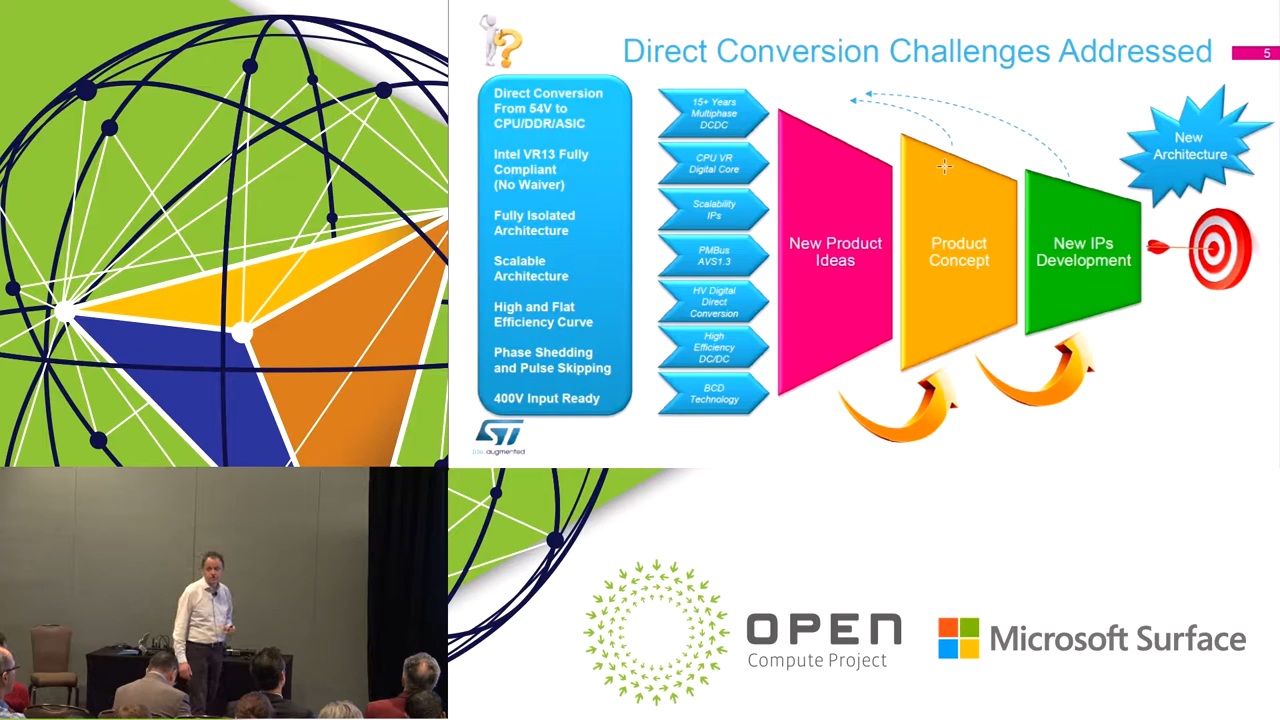 Direct Conversion Challenges Addressed
5
Direct Conversion
From 54V to
CPU/DDR/ASIC
Intel VR13 Fully
Compliant
(No Waiver)
Fully Isolated
Architecture
Scalable
Architecture
High and Flat
Efficiency Curve
Phase Shedding
and Pulse Skipping
400V Input Ready
15+ Years
Multiphase
DCDC
CPU VR
Digital Core
Scalability
IPs
PMBus
AVS1.3
HV Digital
Direct
Conversion
High
Efficiency
DC/DC
BCD
Technology
New Product
Ideas
Product
Concept
New IPs
Development
New
Architecture
ST
life.augmented
OPEN
Compute Project
Microsoft Surface